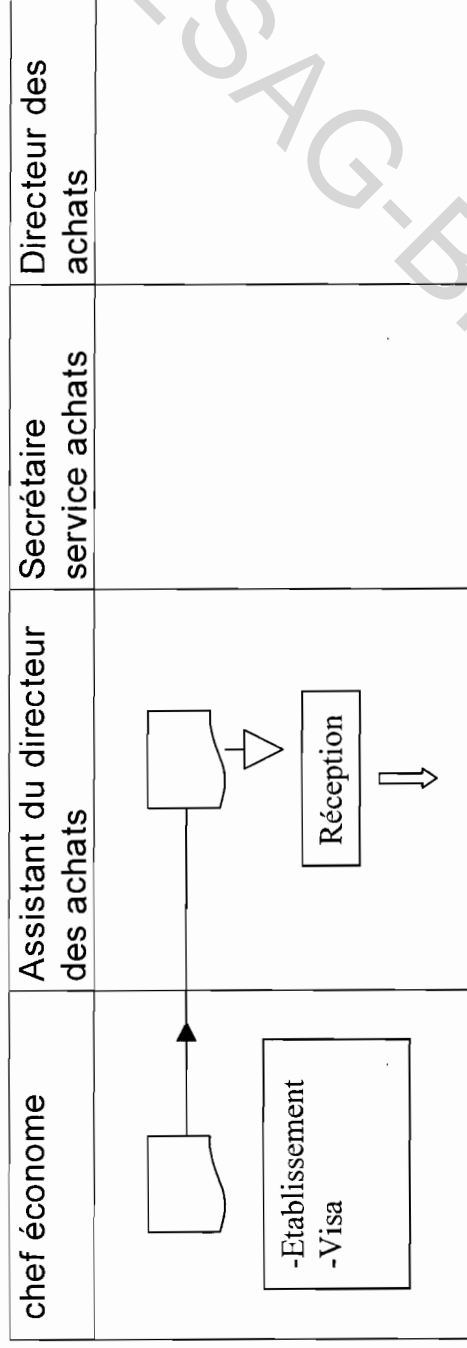 chef économe
Assistant du directeur
des achats
Secrétaire
service achats
Directeur des
achats
-Etablissement
-Visa
Réception